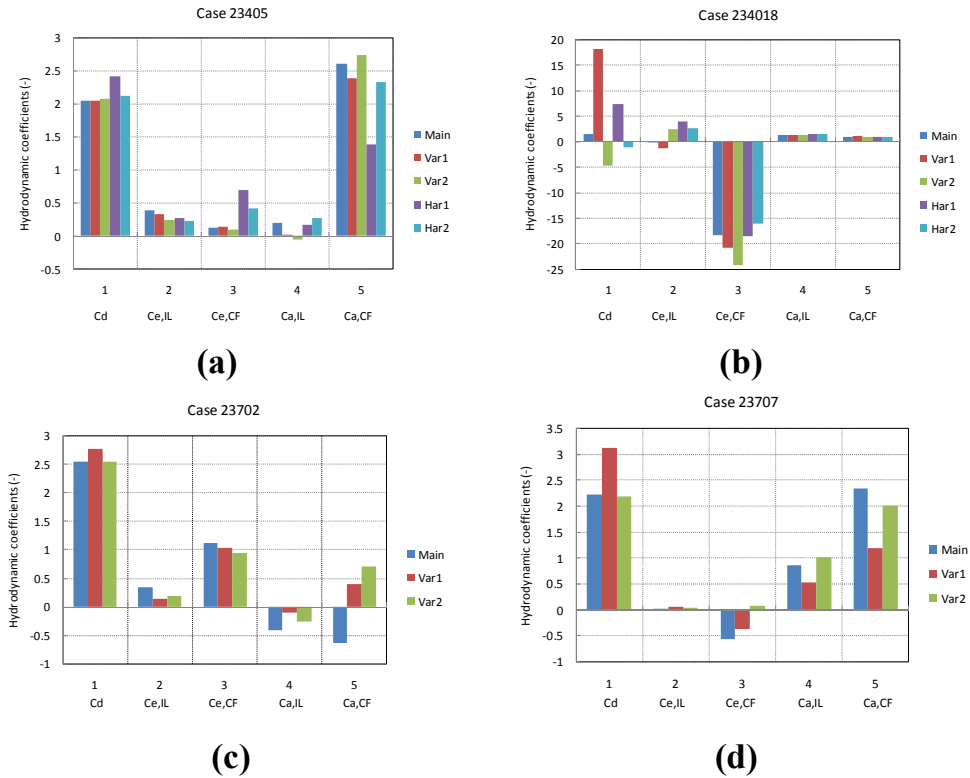 Case 23405
Hydrodynamic coefficients (-)
3
2.5
2
1.5
1
0.5
0
-0.5
1 2 3 4 5
Cd Ce,IL Ce,CF Ca,IL Ca,CF
Main
Var1
Var2
Har1
Har2
(a)
Case 234018
Hydrodynamic coefficients (-)
20
15
10
5
0
-5
-10
-15
-20
-25
1 2 3 4 5
Cd Ce,IL Ce,CF Ca,IL Ca,CF
Main
Var1
Var2
Har1
Har2
(b)
Case 23702
Hydrodynamic coefficients (-)
3
2.5
2
1.5
1
0.5
0
-0.5
-1
1 2 3 4 5
Cd Ce,IL Ce,CF Ca,IL Ca,CF
Main
Var1
Var2
(c)
Case 23707
Hydrodynamic coefficients (-)
3.5
3
2.5
2
1.5
1
0.5
0
-0.5
-1
1 2 3 4 5
Cd Ce,IL Ce,CF Ca,IL Ca,CF
Main
Var1
Var2
(d)